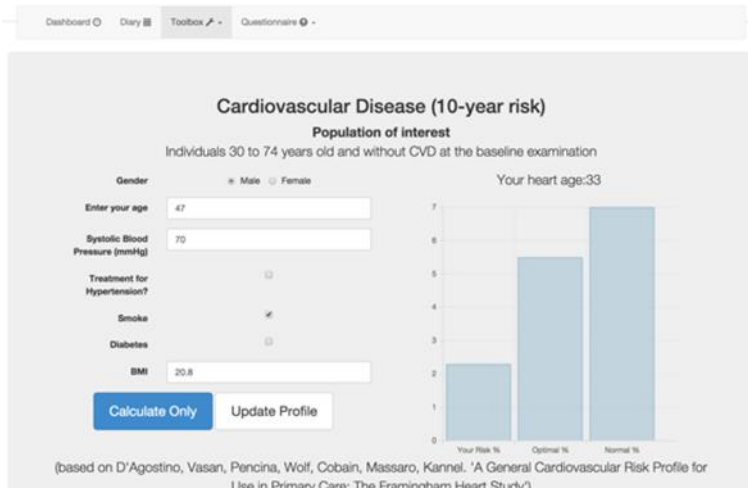 Dashboard Diary Toolbox Questionnaire
Cardiovascular Disease (10-year risk)
Population of interest
Individuals 30 to 74 years old and without CVD at the baseline examination
Gender Male Female
Enter your age 47
Systolic Blood
Pressure (mmHg) 70
Treatment for
Hypertension?
Smoke
Diabetes
BMI 20.8
Calculate Only Update Profile
Your heart age:33
7
6
5
4
3
2
1
0
Your Risk % Optimal % Normal %
(based on D'Agostino, Vasan, Pencina, Wolf, Cobain, Massaro, Kannel. 'A General Cardiovascular Risk Profile for
Use in Primary Care: The Framingham Heart Study')